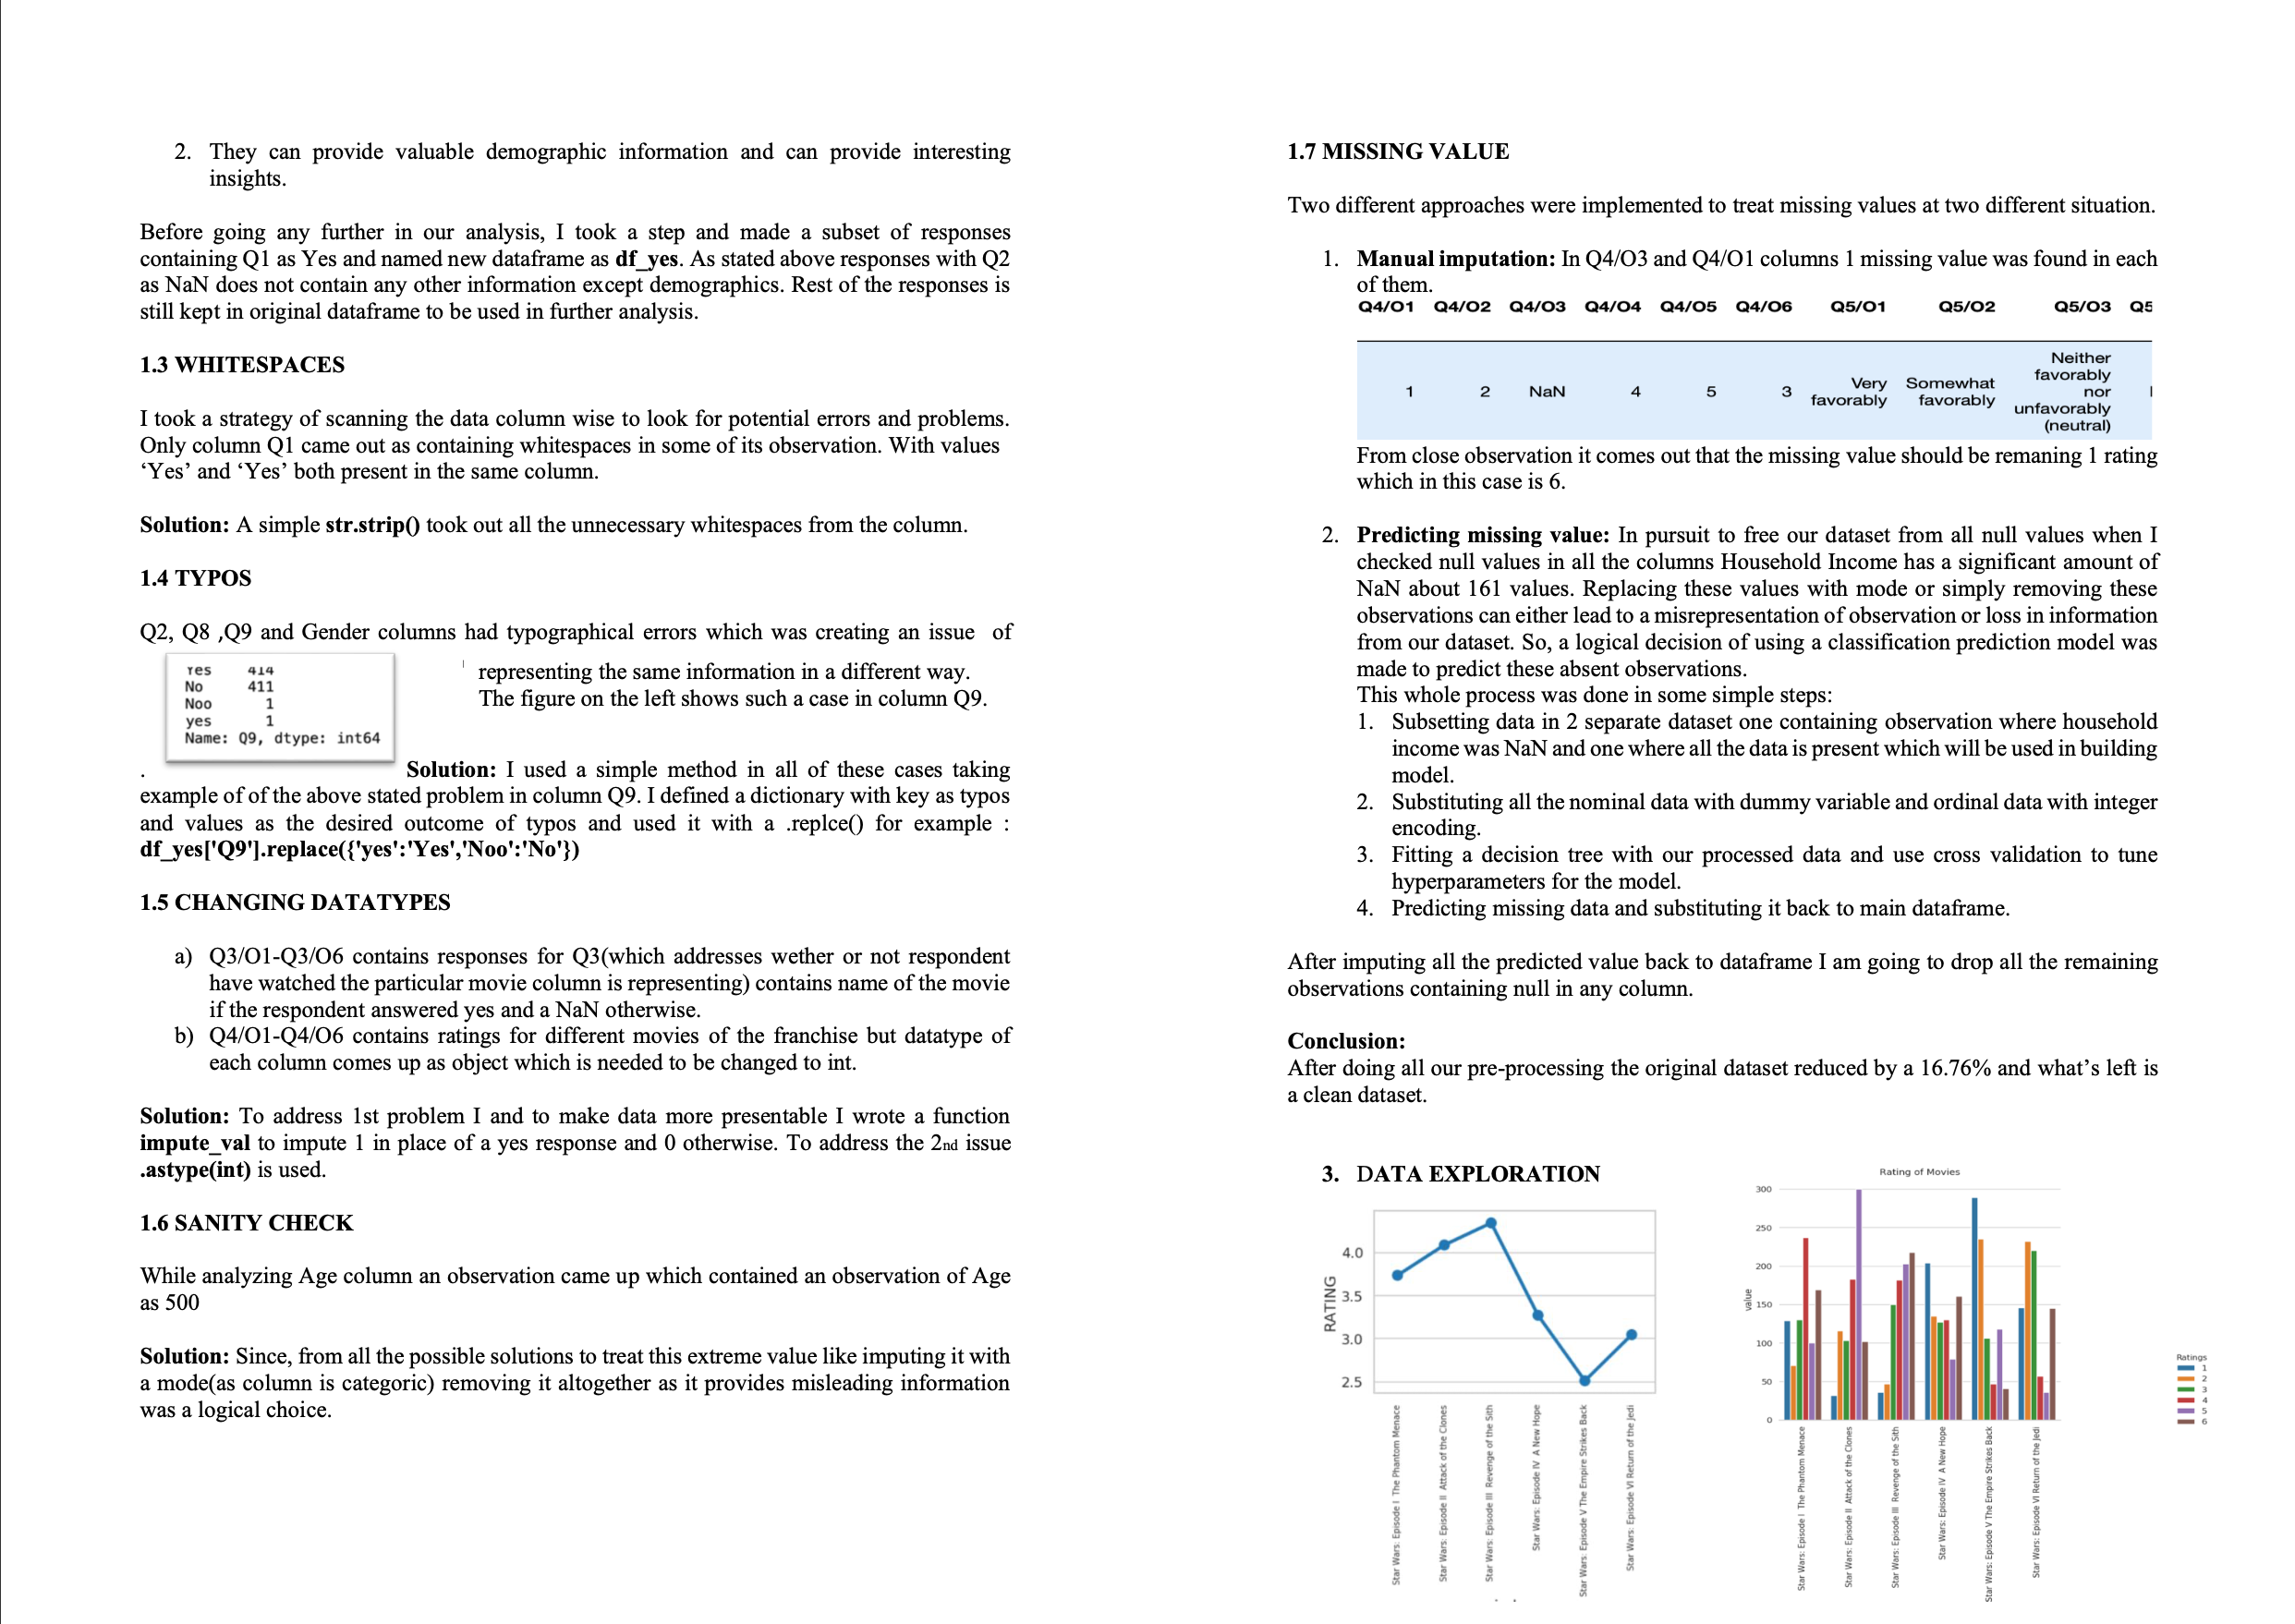 2. They can provide valuable demographic information and can provide interesting
insights.
Before going any further in our analysis, I took a step and made a subset of responses
containing Q1 as Yes and named new dataframe as df_yes. As stated above responses with Q2
as NaN does not contain any other information except demographics. Rest of the responses is
still kept in original dataframe to be used in further analysis.
1.3 WHITESPACES
I took a strategy of scanning the data column wise to look for potential errors and problems.
Only column Q1 came out as containing whitespaces in some of its observation. With values
‘Yes’ and ‘Yes’ both present in the same column.
Solution: A simple str.strip() took out all the unnecessary whitespaces from the column.
1.4 TYPOS
Q2, Q8 ,Q9 and Gender columns had typographical errors which was creating an issue of
Yes 414
No 411
Noo 1
yes 1
Name: Q9, dtype: int64
representing the same information in a different way.
The figure on the left shows such a case in column Q9.
. Solution: I used a simple method in all of these cases taking
example of of the above stated problem in column Q9. I defined a dictionary with key as typos
and values as the desired outcome of typos and used it with a .replce() for example :
df_yes['Q9'].replace({'yes':'Yes','Noo':'No'})
1.5 CHANGING DATATYPES
a) Q3/O1-Q3/O6 contains responses for Q3(which addresses wether or not respondent
have watched the particular movie column is representing) contains name of the movie
if the respondent answered yes and a NaN otherwise.
b) Q4/O1-Q4/O6 contains ratings for different movies of the franchise but datatype of
each column comes up as object which is needed to be changed to int.
Solution: To address 1st problem I and to make data more presentable I wrote a function
impute_val to impute 1 in place of a yes response and 0 otherwise. To address the 2nd issue
.astype(int) is used.
1.6 SANITY CHECK
While analyzing Age column an observation came up which contained an observation of Age
as 500
Solution: Since, from all the possible solutions to treat this extreme value like imputing it with
a mode(as column is categoric) removing it altogether as it provides misleading information
was a logical choice.
1.7 MISSING VALUE
Two different approaches were implemented to treat missing values at two different situation.
1. Manual imputation: In Q4/O3 and Q4/O1 columns 1 missing value was found in each
of them.
Q4/O1 Q4/O2 Q4/O3 Q4/O4 Q4/O5 Q4/O6 Q5/O1 Q5/O2 Q5/O3 Q5
1 2 NaN 4 5 3 Very favorably Somewhat favorably Neither favorably nor unfavorably (neutral)
From close observation it comes out that the missing value should be remaning 1 rating
which in this case is 6.
2. Predicting missing value: In pursuit to free our dataset from all null values when I
checked null values in all the columns Household Income has a significant amount of
NaN about 161 values. Replacing these values with mode or simply removing these
observations can either lead to a misrepresentation of observation or loss in information
from our dataset. So, a logical decision of using a classification prediction model was
made to predict these absent observations.
This whole process was done in some simple steps:
1. Subsetting data in 2 separate dataset one containing observation where household
income was NaN and one where all the data is present which will be used in building
model.
2. Substituting all the nominal data with dummy variable and ordinal data with integer
encoding.
3. Fitting a decision tree with our processed data and use cross validation to tune
hyperparameters for the model.
4. Predicting missing data and substituting it back to main dataframe.
After imputing all the predicted value back to dataframe I am going to drop all the remaining
observations containing null in any column.
Conclusion:
After doing all our pre-processing the original dataset reduced by a 16.76% and what’s left is
a clean dataset.
3. DATA EXPLORATION
RATING
4.0
3.5
3.0
2.5
Star Wars: Episode I The Phantom Menace
Star Wars: Episode II Attack of the Clones
Star Wars: Episode III Revenge of the Sith
Star Wars: Episode IV A New Hope
Star Wars: Episode V The Empire Strikes Back
Star Wars: Episode VI Return of the Jedi
Rating of Movies
value
300
250
200
150
100
50
0
Star Wars: Episode I The Phantom Menace
Star Wars: Episode II Attack of the Clones
Star Wars: Episode III Revenge of the Sith
Star Wars: Episode IV A New Hope
Star Wars: Episode V The Empire Strikes Back
Star Wars: Episode VI Return of the Jedi
Ratings
1
2
3
4
5
6